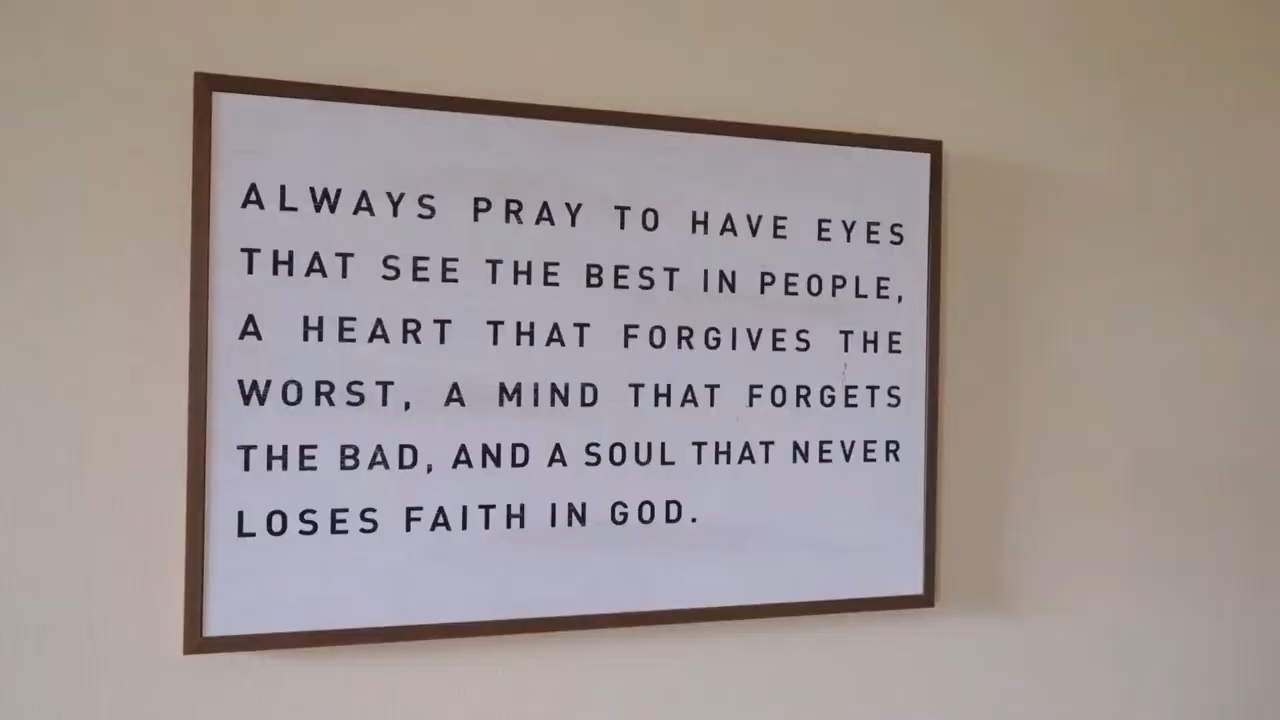 ALWAYS PRAY TO HAVE EYES
THAT SEE THE BEST IN PEOPLE,
A HEART THAT FORGIVES THE
WORST, A MIND THAT FORGETS
THE BAD, AND A SOUL THAT NEVER
LOSES FAITH IN GOD.